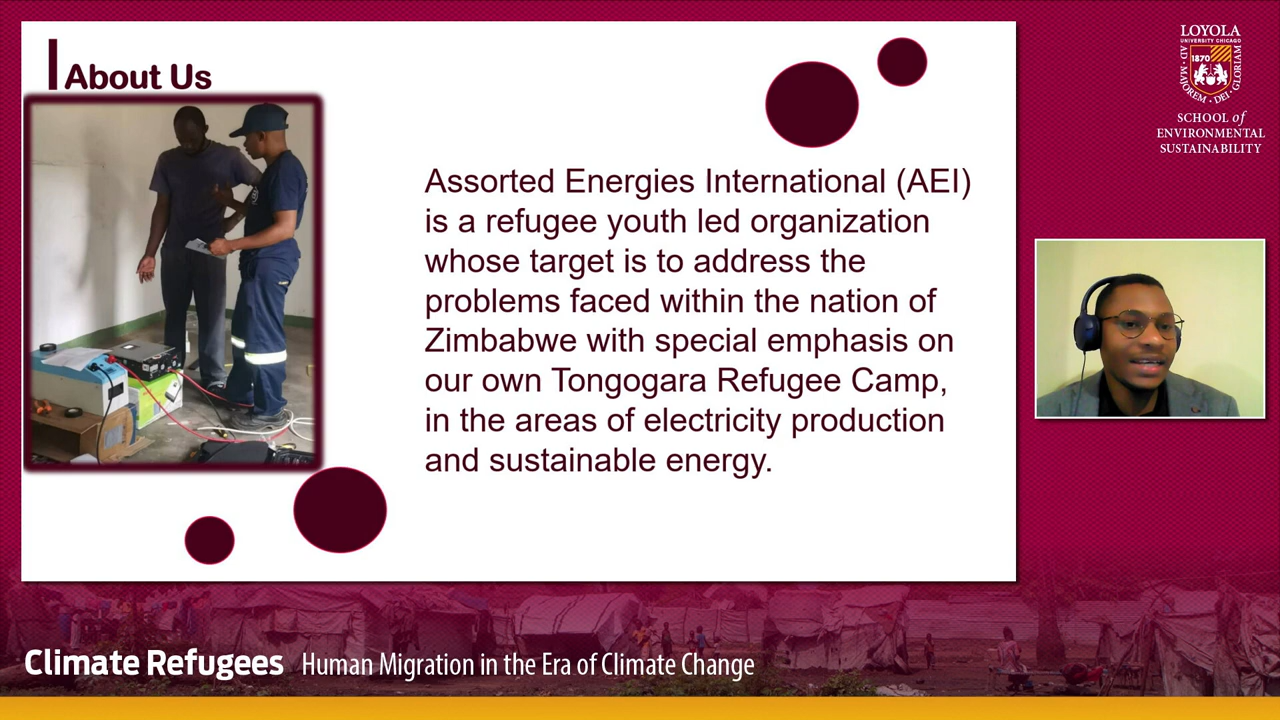 About Us
Assorted Energies International (AEI)
is a refugee youth led organization
whose target is to address the
problems faced within the nation of
Zimbabwe with special emphasis on
our own Tongogara Refugee Camp,
in the areas of electricity production
and sustainable energy.
LOYOLA
UNIVERSITY CHICAGO
1870
AD · MAJOREM · DEI · GLORIAM
SCHOOL of
ENVIRONMENTAL
SUSTAINABILITY
Climate Refugees Human Migration in the Era of Climate Change